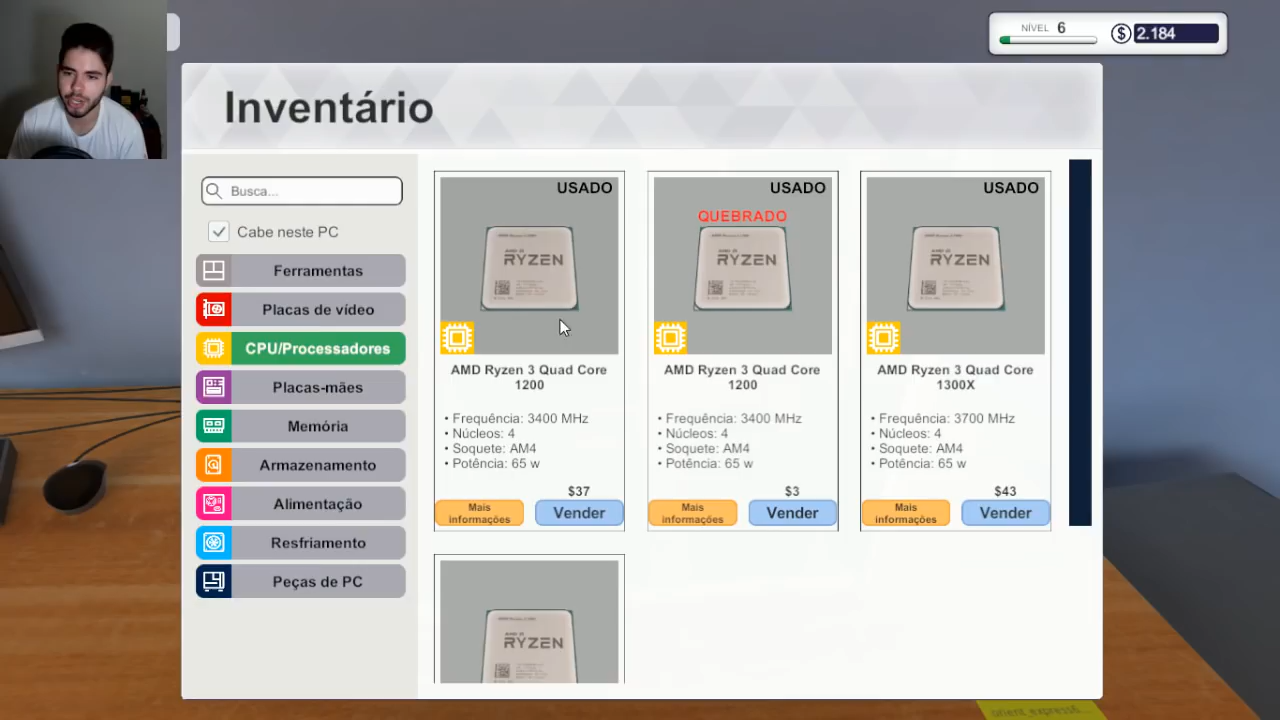 NÍVEL 6
$ 2.184
Inventário
Busca...
Cabe neste PC
Ferramentas
Placas de vídeo
CPU/Processadores
Placas-mães
Memória
Armazenamento
Alimentação
Resfriamento
Peças de PC
USADO
RYZEN
AMD Ryzen 3 Quad Core
1200
• Frequência: 3400 MHz
• Núcleos: 4
• Soquete: AM4
• Potência: 65 w
$37
Mais
informações
Vender
USADO
QUEBRADO
RYZEN
AMD Ryzen 3 Quad Core
1200
• Frequência: 3400 MHz
• Núcleos: 4
• Soquete: AM4
• Potência: 65 w
$3
Mais
informações
Vender
USADO
RYZEN
AMD Ryzen 3 Quad Core
1300X
• Frequência: 3700 MHz
• Núcleos: 4
• Soquete: AM4
• Potência: 65 w
$43
Mais
informações
Vender
RYZEN